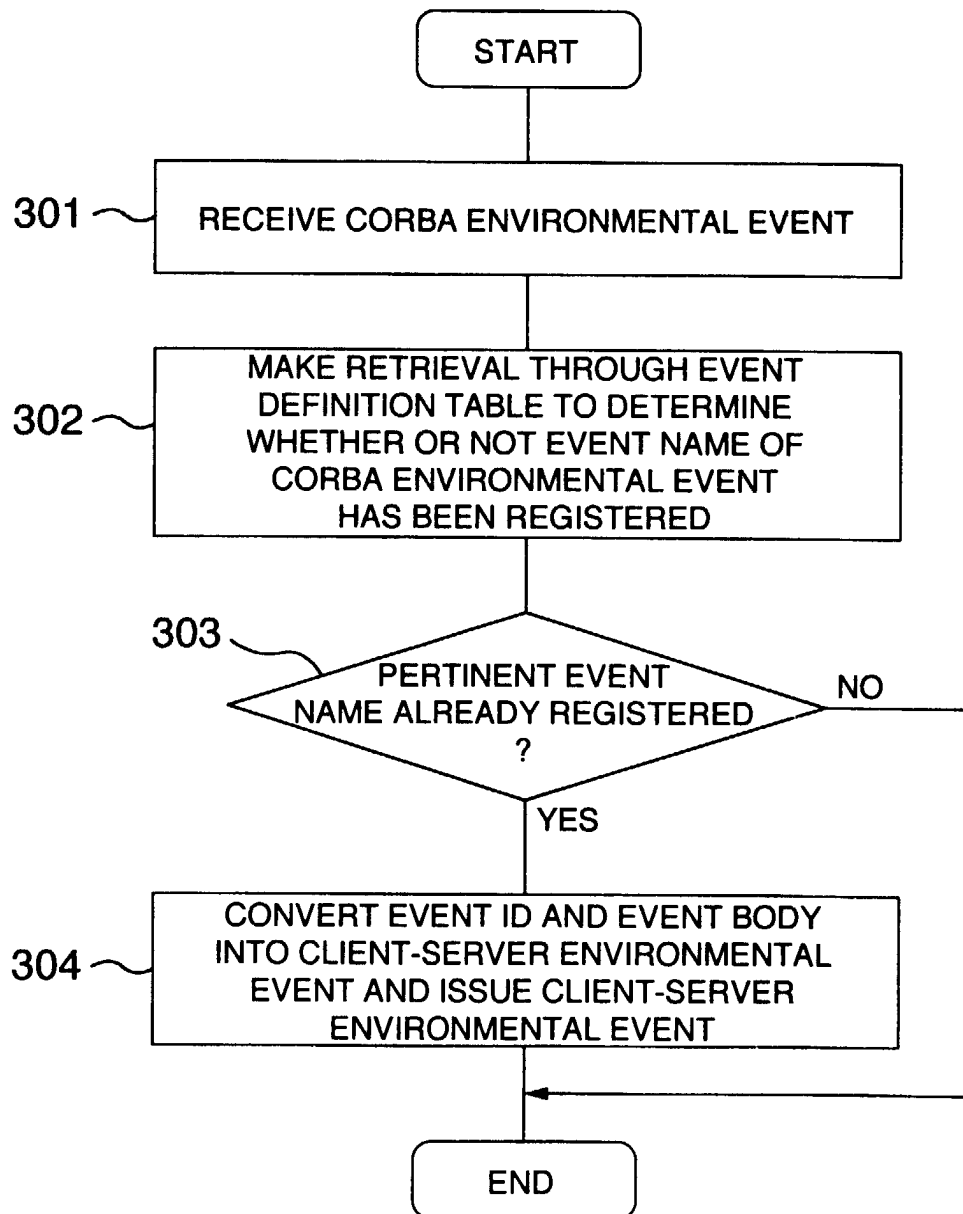 START
301
RECEIVE CORBA ENVIRONMENTAL EVENT
302
MAKE RETRIEVAL THROUGH EVENT
DEFINITION TABLE TO DETERMINE
WHETHER OR NOT EVENT NAME OF
CORBA ENVIRONMENTAL EVENT
HAS BEEN REGISTERED
303
PERTINENT EVENT
NAME ALREADY REGISTERED
?
NO
YES
304
CONVERT EVENT ID AND EVENT BODY
INTO CLIENT-SERVER ENVIRONMENTAL
EVENT AND ISSUE CLIENT-SERVER
ENVIRONMENTAL EVENT
END